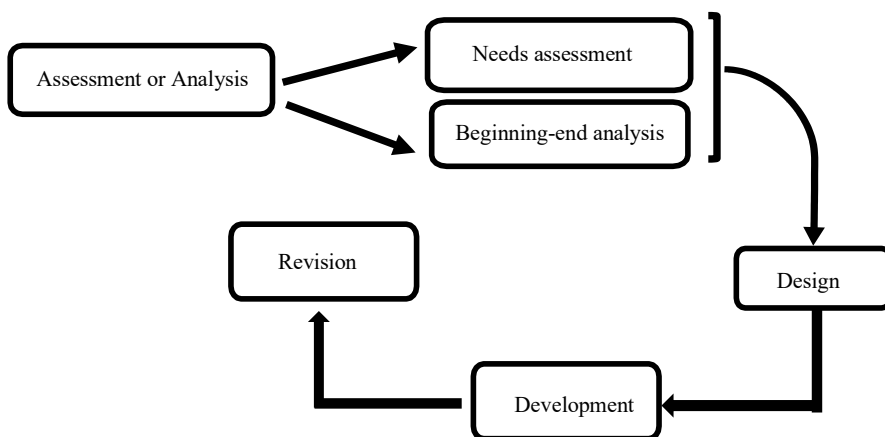 Assessment or Analysis
Needs assessment
Beginning-end analysis
Design
Development
Revision